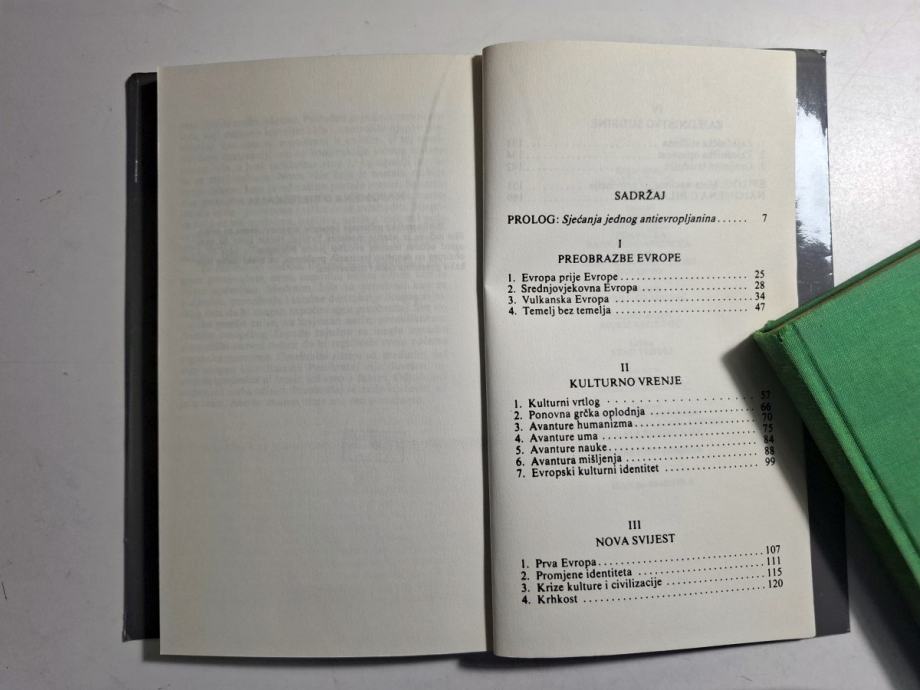 SADRŽAJ
PROLOG: Sjećanja jednog antievropljanina...... 7
I
PREOBRAZBE EVROPE
1. Evropa prije Evrope........................ 25
2. Srednjovjekovna Evropa .................... 28
3. Vulkanska Evropa .......................... 34
4. Temelj bez temelja ........................ 47
II
KULTURNO VRENJE
1. Kulturni vrtlog ........................... 57
2. Ponovna grčka oplodnja .................... 66
3. Avanture humanizma......................... 70
4. Avanture uma .............................. 75
5. Avanture nauke............................. 84
6. Avantura mišljenja ........................ 88
7. Evropski kulturni identitet ............... 99
III
NOVA SVIJEST
1. Prva Evropa................................ 107
2. Promjene identiteta ....................... 111
3. Krize kulture i civilizacije .............. 115
4. Krhkost ................................... 120